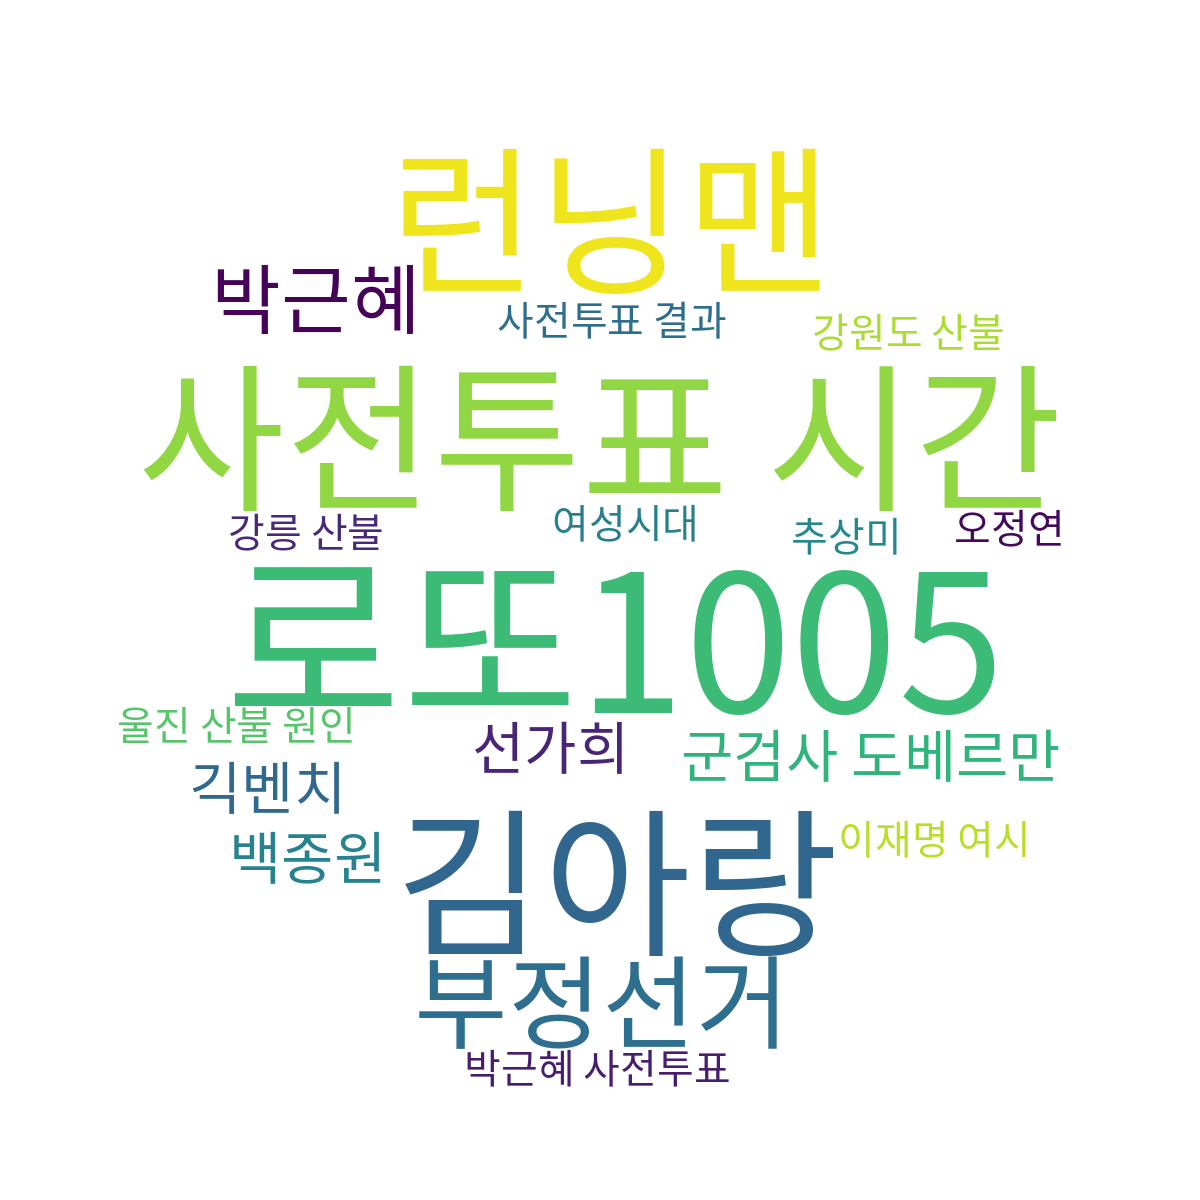 런닝맨
박근혜
사전투표 결과
강원도 산불
사전투표 시간
강릉 산불
여성시대
추상미
오정연
로또1005
울진 산불 원인
선가희
군검사 도베르만
긱벤치
백종원
김아랑
이재명 여시
부정선거
박근혜 사전투표